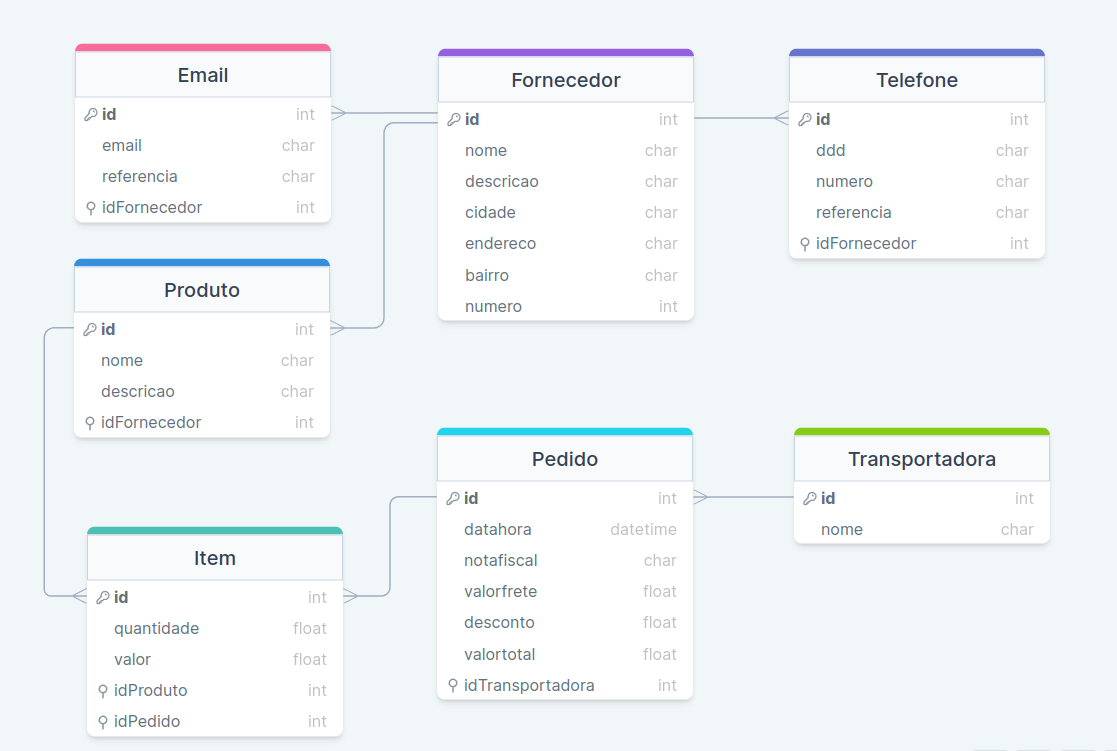 Email
id int
email char
referencia char
idFornecedor int
Fornecedor
id int
nome char
descricao char
cidade char
endereco char
bairro char
numero int
Telefone
id int
ddd char
numero char
referencia char
idFornecedor int
Produto
id int
nome char
descricao char
idFornecedor int
Pedido
id int
datahora datetime
notafiscal char
valorfrete float
desconto float
valortotal float
idTransportadora int
Transportadora
id int
nome char
Item
id int
quantidade float
valor float
idProduto int
idPedido int